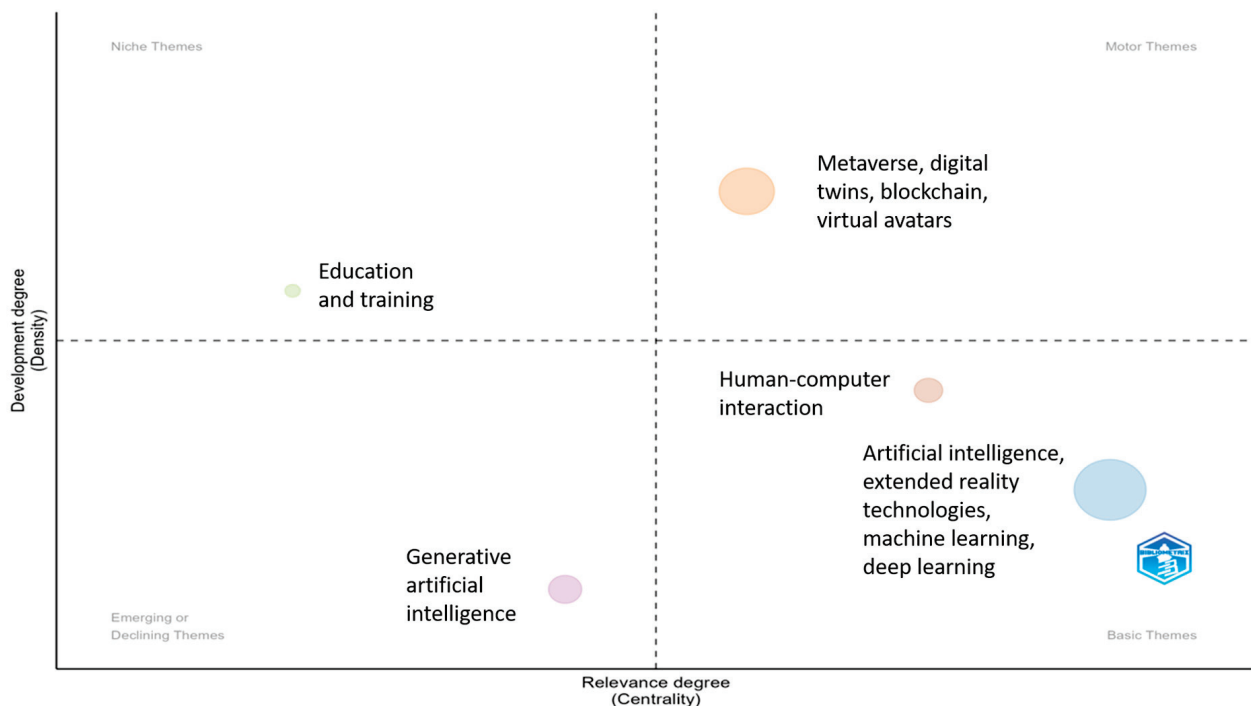 Niche Themes
Motor Themes
Metaverse, digital
twins, blockchain,
virtual avatars
Education
and training
Development degree
(Density)
Human-computer
interaction
Artificial intelligence,
extended reality
technologies,
machine learning,
deep learning
BIBLIOMETRIX
Generative
artificial
intelligence
Emerging or
Declining Themes
Basic Themes
Relevance degree
(Centrality)